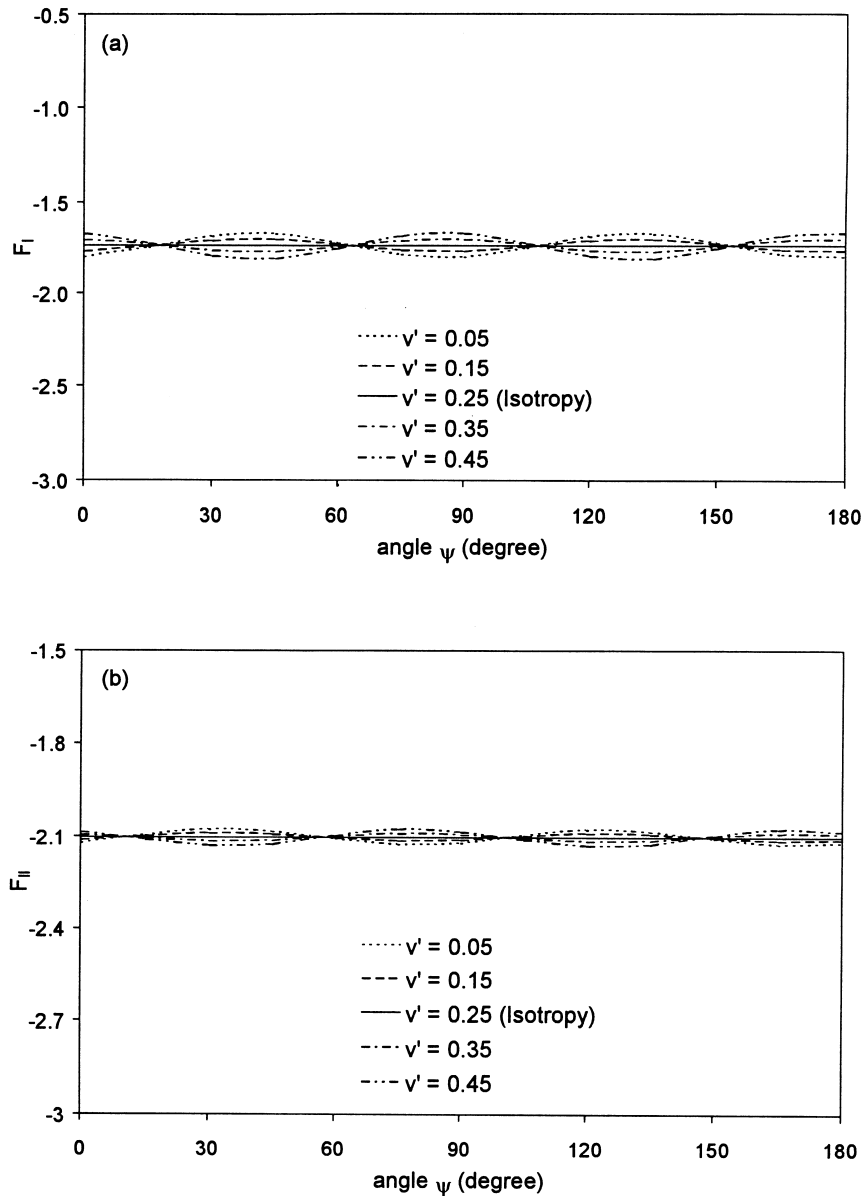 -0.5
(a)
-1.0
-1.5
F_I
-2.0
v' = 0.05
v' = 0.15
-2.5
v' = 0.25 (Isotropy)
v' = 0.35
v' = 0.45
-3.0
0 30 60 90 120 150 180
angle ψ (degree)
-1.5
(b)
-1.8
-2.1
F_II
-2.4
v' = 0.05
v' = 0.15
-2.7
v' = 0.25 (Isotropy)
v' = 0.35
v' = 0.45
-3
0 30 60 90 120 150 180
angle ψ (degree)